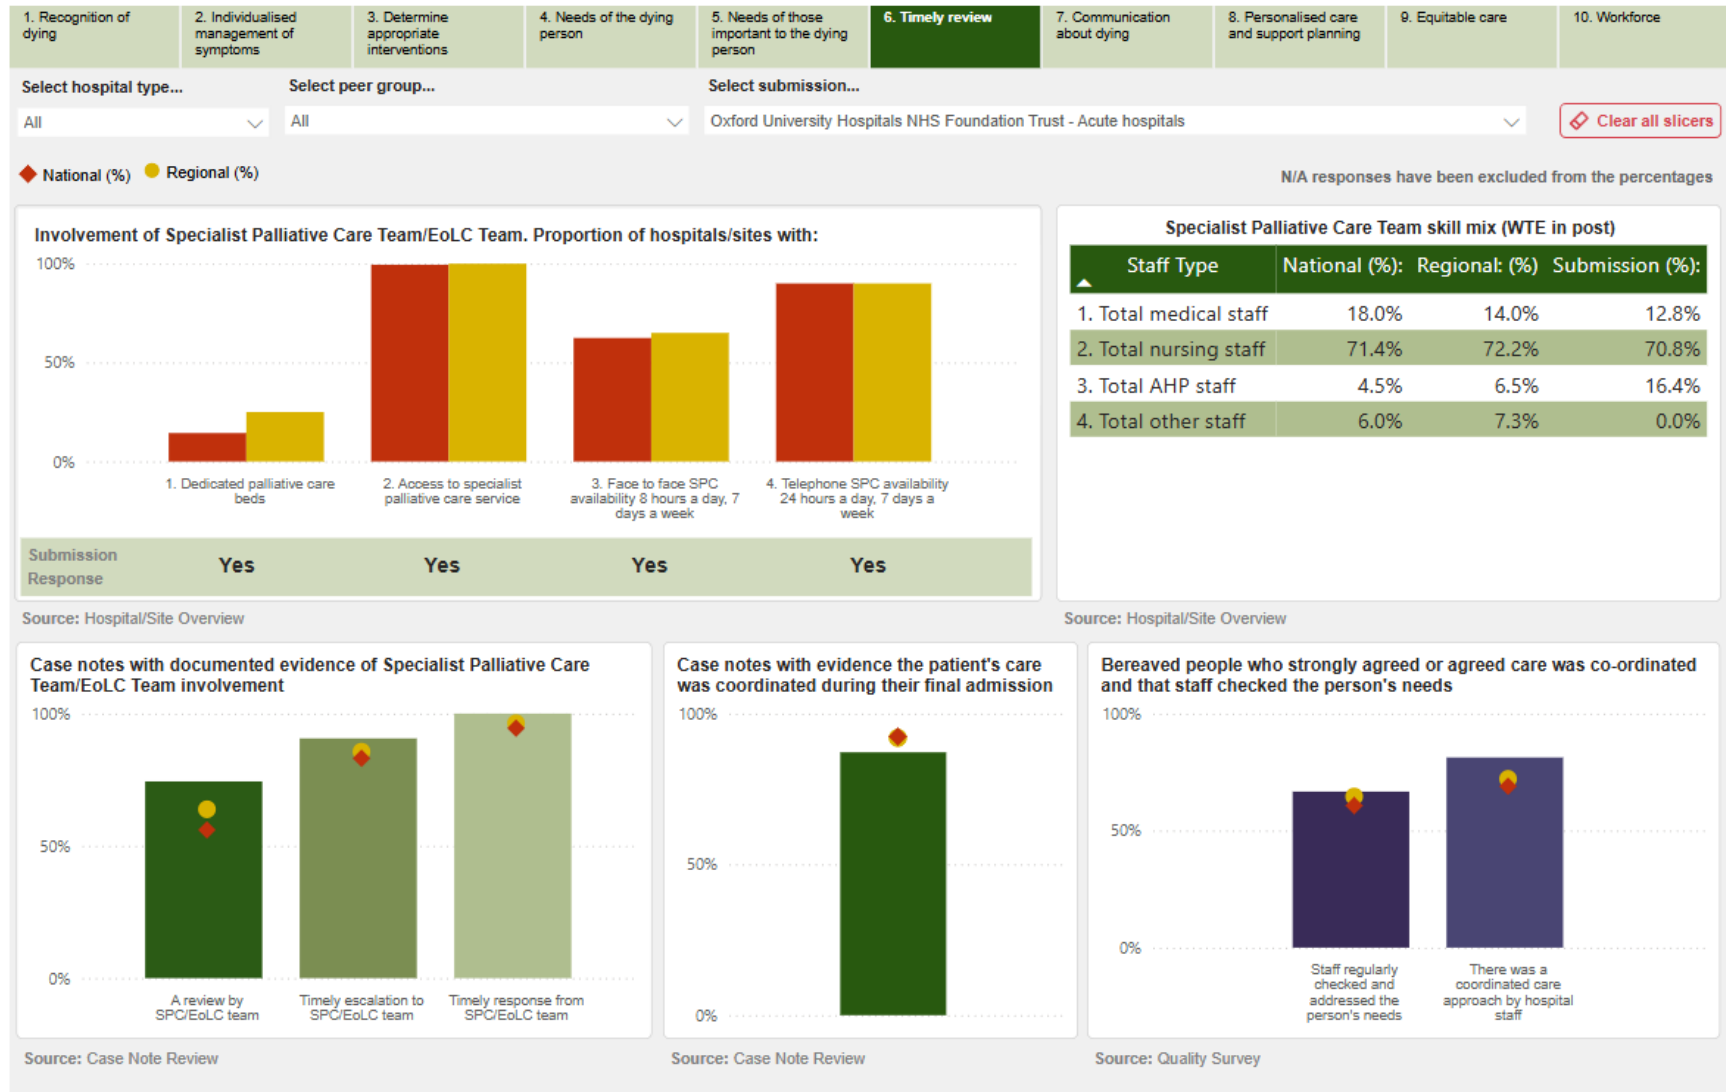 1. Recognition of
dying
2. Individualised
management of
symptoms
3. Determine
appropriate
interventions
4. Needs of the dying
person
5. Needs of those
important to the dying
person
6. Timely review
7. Communication
about dying
8. Personalised care
and support planning
9. Equitable care
10. Workforce
Select hospital type...
Select peer group...
Select submission...
All
All
Oxford University Hospitals NHS Foundation Trust - Acute hospitals
Clear all slicers
National (%)
Regional (%)
N/A responses have been excluded from the percentages
Involvement of Specialist Palliative Care Team/EoLC Team. Proportion of hospitals/sites with:
100%
50%
0%
1. Dedicated palliative care
beds
2. Access to specialist
palliative care service
3. Face to face SPC
availability 8 hours a day, 7
days a week
4. Telephone SPC availability
24 hours a day, 7 days a
week
Submission
Response
Yes
Yes
Yes
Yes
Source: Hospital/Site Overview
Specialist Palliative Care Team skill mix (WTE in post)
Staff Type National (%): Regional: (%) Submission (%):
1. Total medical staff 18.0% 14.0% 12.8%
2. Total nursing staff 71.4% 72.2% 70.8%
3. Total AHP staff 4.5% 6.5% 16.4%
4. Total other staff 6.0% 7.3% 0.0%
Source: Hospital/Site Overview
Case notes with documented evidence of Specialist Palliative Care
Team/EoLC Team involvement
100%
50%
0%
A review by
SPC/EoLC team
Timely escalation to
SPC/EoLC team
Timely response from
SPC/EoLC team
Source: Case Note Review
Case notes with evidence the patient's care
was coordinated during their final admission
100%
50%
0%
Source: Case Note Review
Bereaved people who strongly agreed or agreed care was co-ordinated
and that staff checked the person's needs
100%
50%
0%
Staff regularly
checked and
addressed the
person's needs
There was a
coordinated care
approach by hospital
staff
Source: Quality Survey